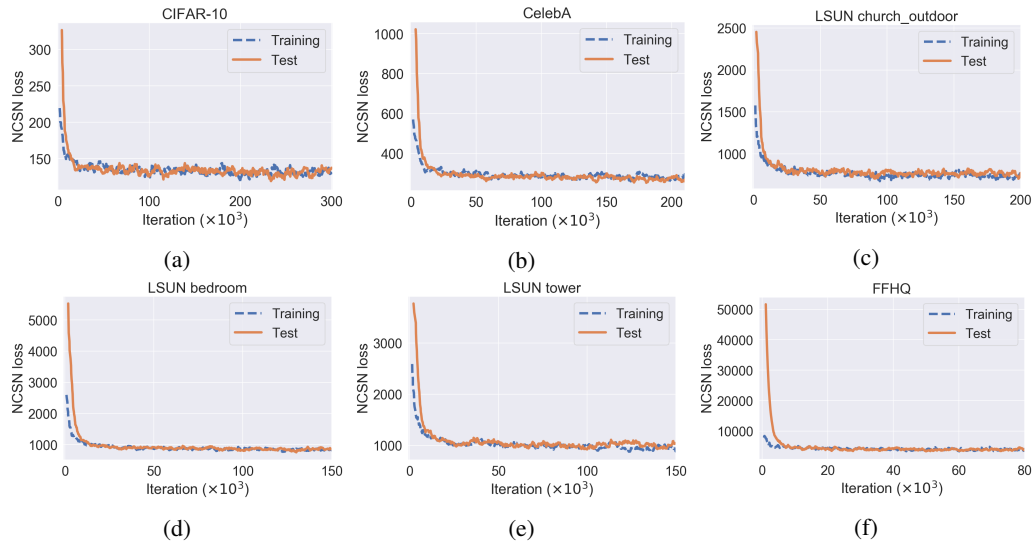 CIFAR-10
NCSN loss
300
250
200
150
0
100
200
300
Iteration (×10³)
Training
Test
(a)
CelebA
NCSN loss
1000
800
600
400
0
50
100
150
200
Iteration (×10³)
Training
Test
(b)
LSUN church_outdoor
NCSN loss
2500
2000
1500
1000
0
50
100
150
200
Iteration (×10³)
Training
Test
(c)
LSUN bedroom
NCSN loss
5000
4000
3000
2000
1000
0
50
100
150
Iteration (×10³)
Training
Test
(d)
LSUN tower
NCSN loss
3000
2000
1000
0
50
100
150
Iteration (×10³)
Training
Test
(e)
FFHQ
NCSN loss
50000
40000
30000
20000
10000
0
20
40
60
80
Iteration (×10³)
Training
Test
(f)